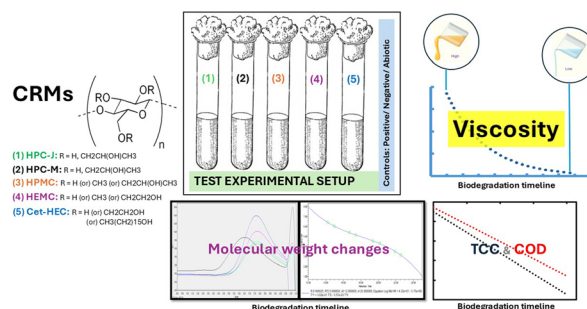 CRMs
OR
RO
O
O
OR
n
(1) HPC-J: R = H, CH2CH(OH)CH3
(2) HPC-M: R = H, CH2CH(OH)CH3
(3) HPMC: R = H (or) CH3 (or) CH2CH(OH)CH3
(4) HEMC: R = H (or) CH3 (or) CH2CH2OH
(5) Cet-HEC: R = H (or) CH2CH2OH
(or) CH3(CH2)15OH
(1)
(2)
(3)
(4)
(5)
TEST EXPERIMENTAL SETUP
Controls: Positive/ Negative/ Abiotic
High
Low
Viscosity
Biodegradation timeline
Molecular weight changes
Biodegradation timeline
TCC & COD
Biodegradation timeline